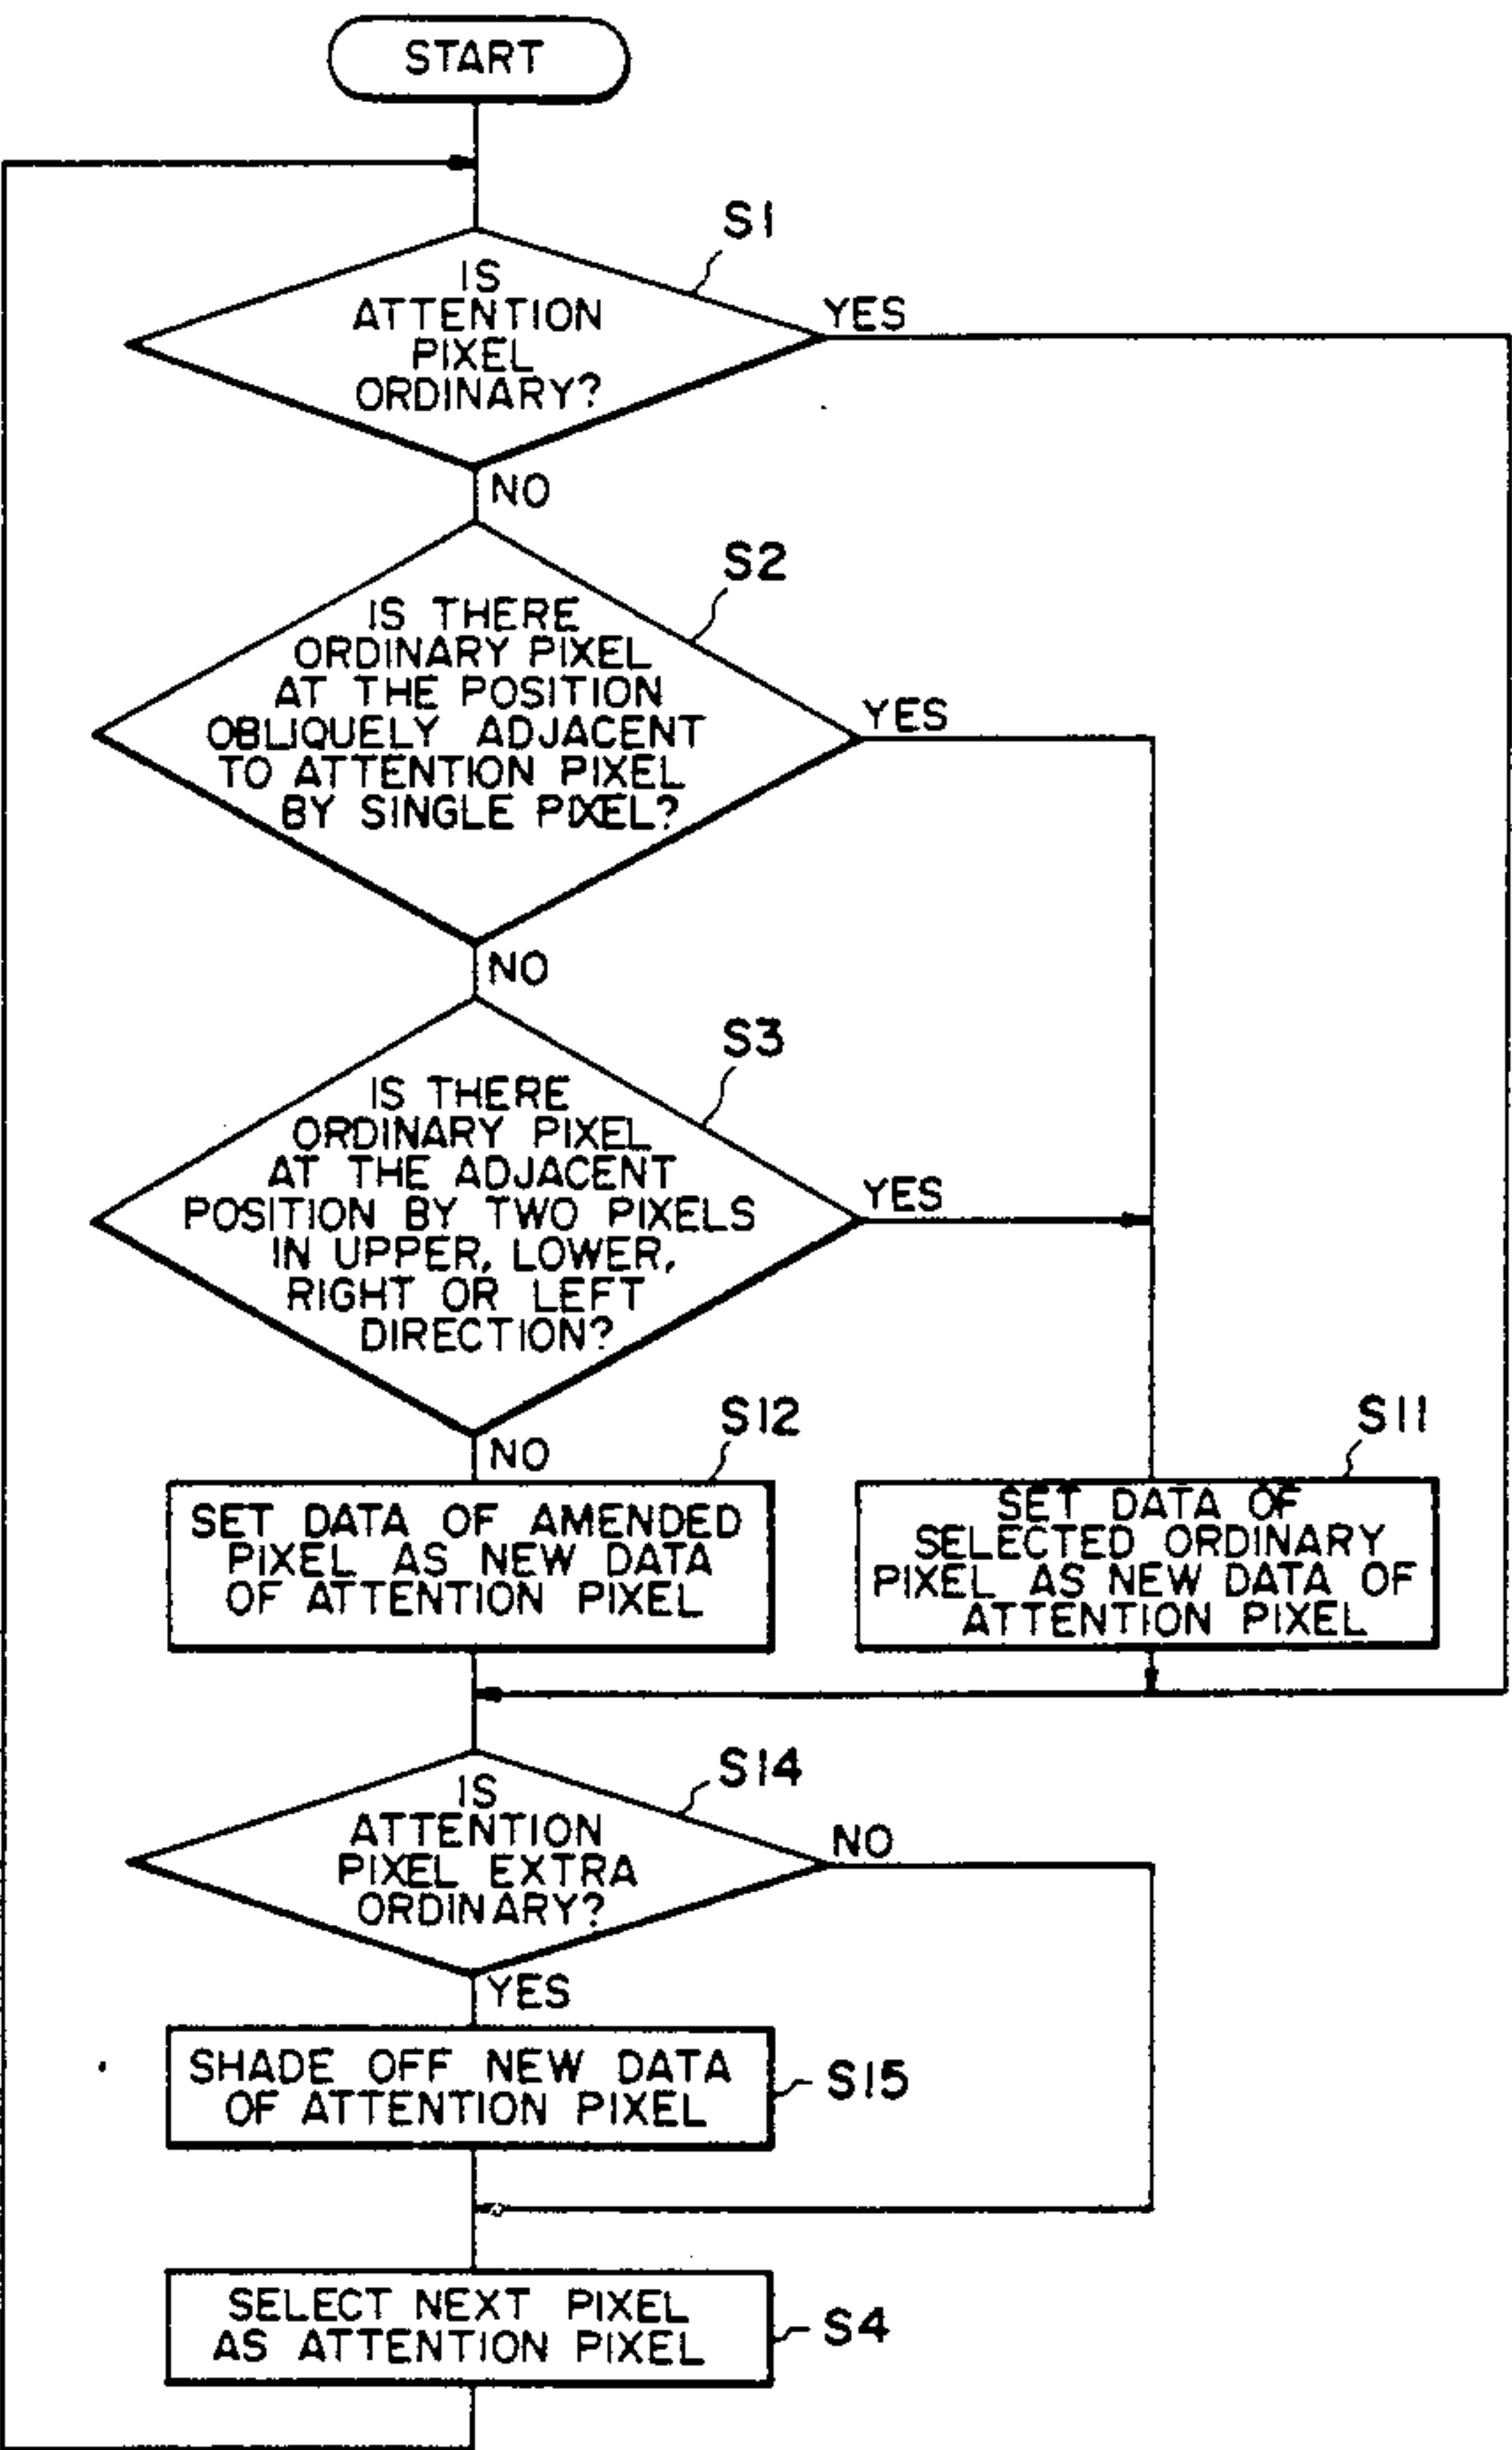 START
S1
IS
ATTENTION
PIXEL
ORDINARY?
YES
NO
S2
IS THERE
ORDINARY PIXEL
AT THE POSITION
OBLIQUELY ADJACENT
TO ATTENTION PIXEL
BY SINGLE PIXEL?
YES
NO
S3
IS THERE
ORDINARY PIXEL
AT THE ADJACENT
POSITION BY TWO PIXELS
IN UPPER, LOWER,
RIGHT OR LEFT
DIRECTION?
YES
NO
S12
SET DATA OF AMENDED
PIXEL AS NEW DATA
OF ATTENTION PIXEL
S11
SET DATA OF
SELECTED ORDINARY
PIXEL AS NEW DATA OF
ATTENTION PIXEL
S14
IS
ATTENTION
PIXEL EXTRA
ORDINARY?
NO
YES
SHADE OFF NEW DATA
OF ATTENTION PIXEL
S15
SELECT NEXT PIXEL
AS ATTENTION PIXEL
S4